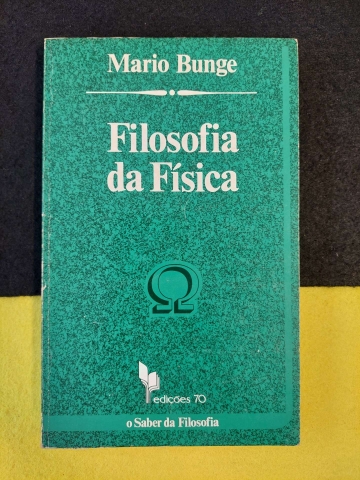 Mario Bunge
Filosofia
da Física
edições 70
o Saber da Filosofia